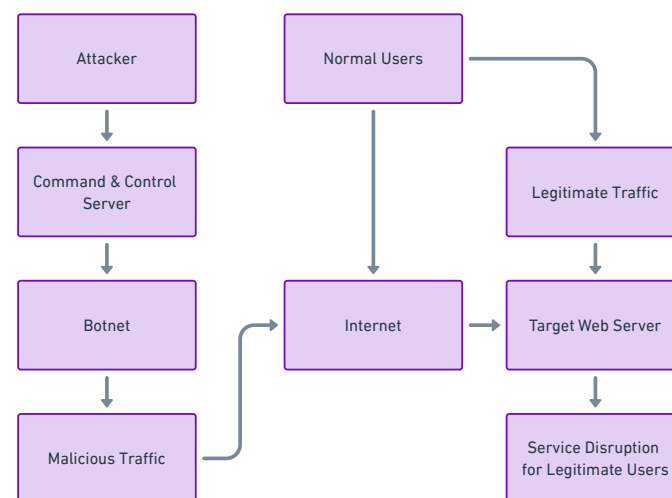 Attacker
Normal Users
Command & Control
Server
Legitimate Traffic
Botnet
Internet
Target Web Server
Malicious Traffic
Service Disruption
for Legitimate Users